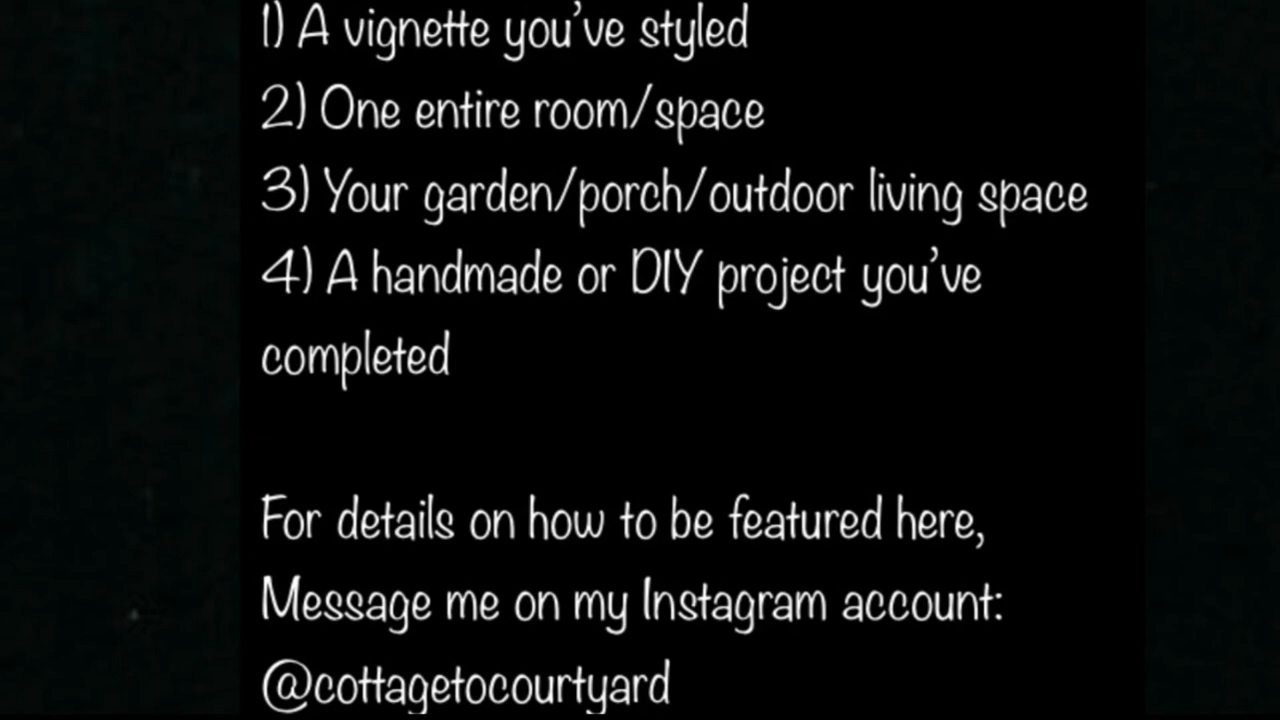 1) A vignette you've styled
2) One entire room/space
3) Your garden/porch/outdoor living space
4) A handmade or DIY project you've
completed
For details on how to be featured here,
Message me on my Instagram account:
@cottagetocourtyard